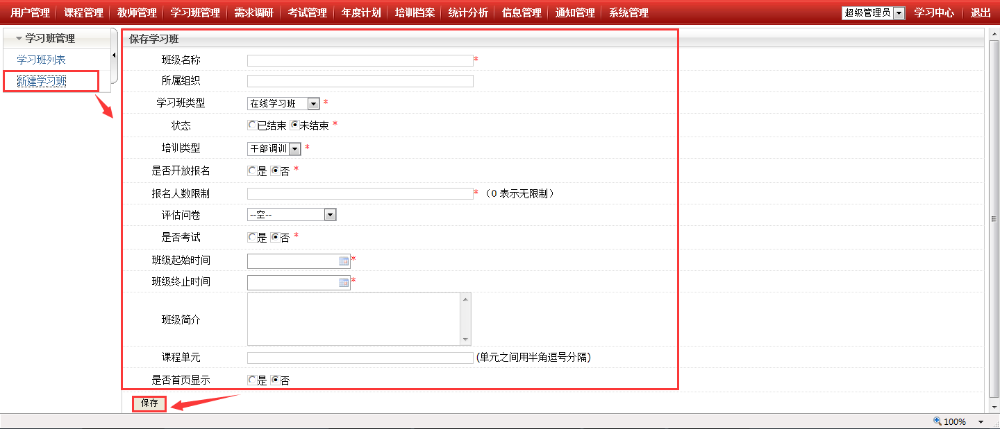 用户管理 课程管理 教师管理 学习班管理 需求调研 考试管理 年度计划 培训档案 统计分析 信息管理 通知管理 系统管理 超级管理员 学习中心 退出
学习班管理
学习班列表
新建学习班
保存学习班
班级名称 *
所属组织
学习班类型 在线学习班 *
状态 已结束 未结束 *
培训类型 干部调训 *
是否开放报名 是 否 *
报名人数限制 * （0 表示无限制）
评估问卷 --空--
是否考试 是 否 *
班级起始时间 *
班级终止时间 *
班级简介
课程单元 (单元之间用半角逗号分隔)
是否首页显示 是 否
保存
100%